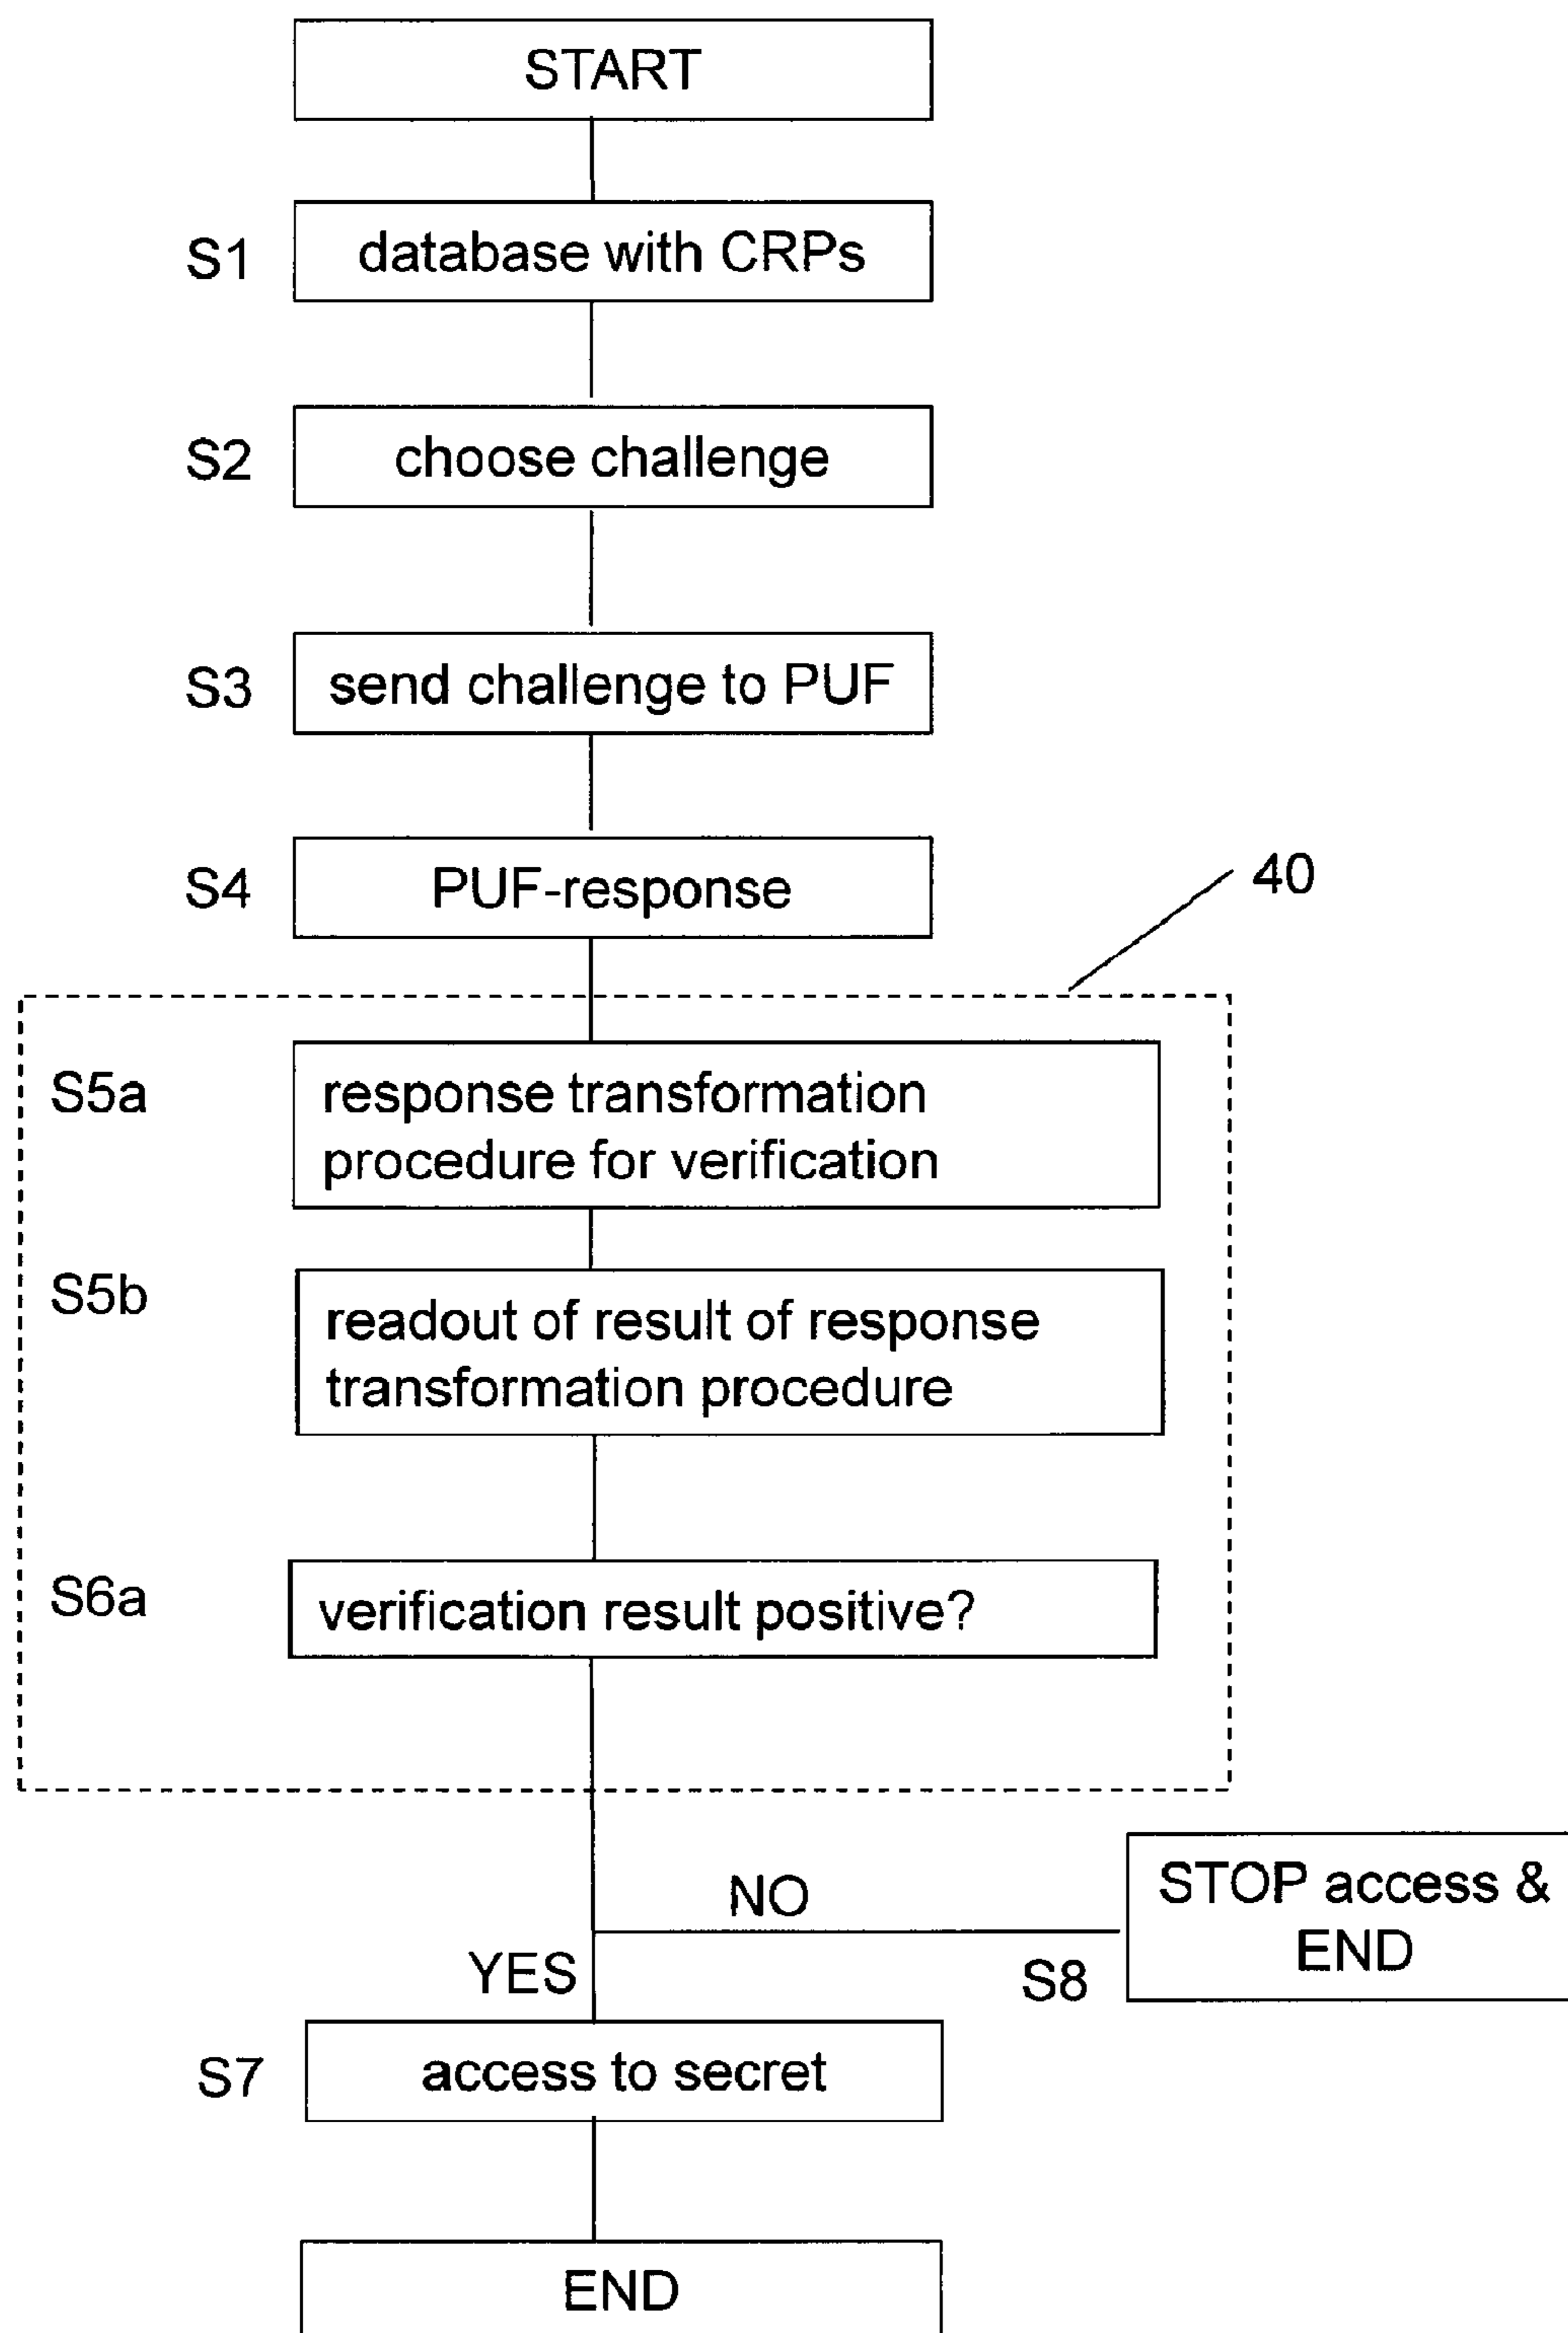 START
S1
database with CRPs
S2
choose challenge
S3
send challenge to PUF
S4
PUF-response
40
S5a
response transformation
procedure for verification
S5b
readout of result of response
transformation procedure
S6a
verification result positive?
NO
STOP access &
END
YES
S8
S7
access to secret
END